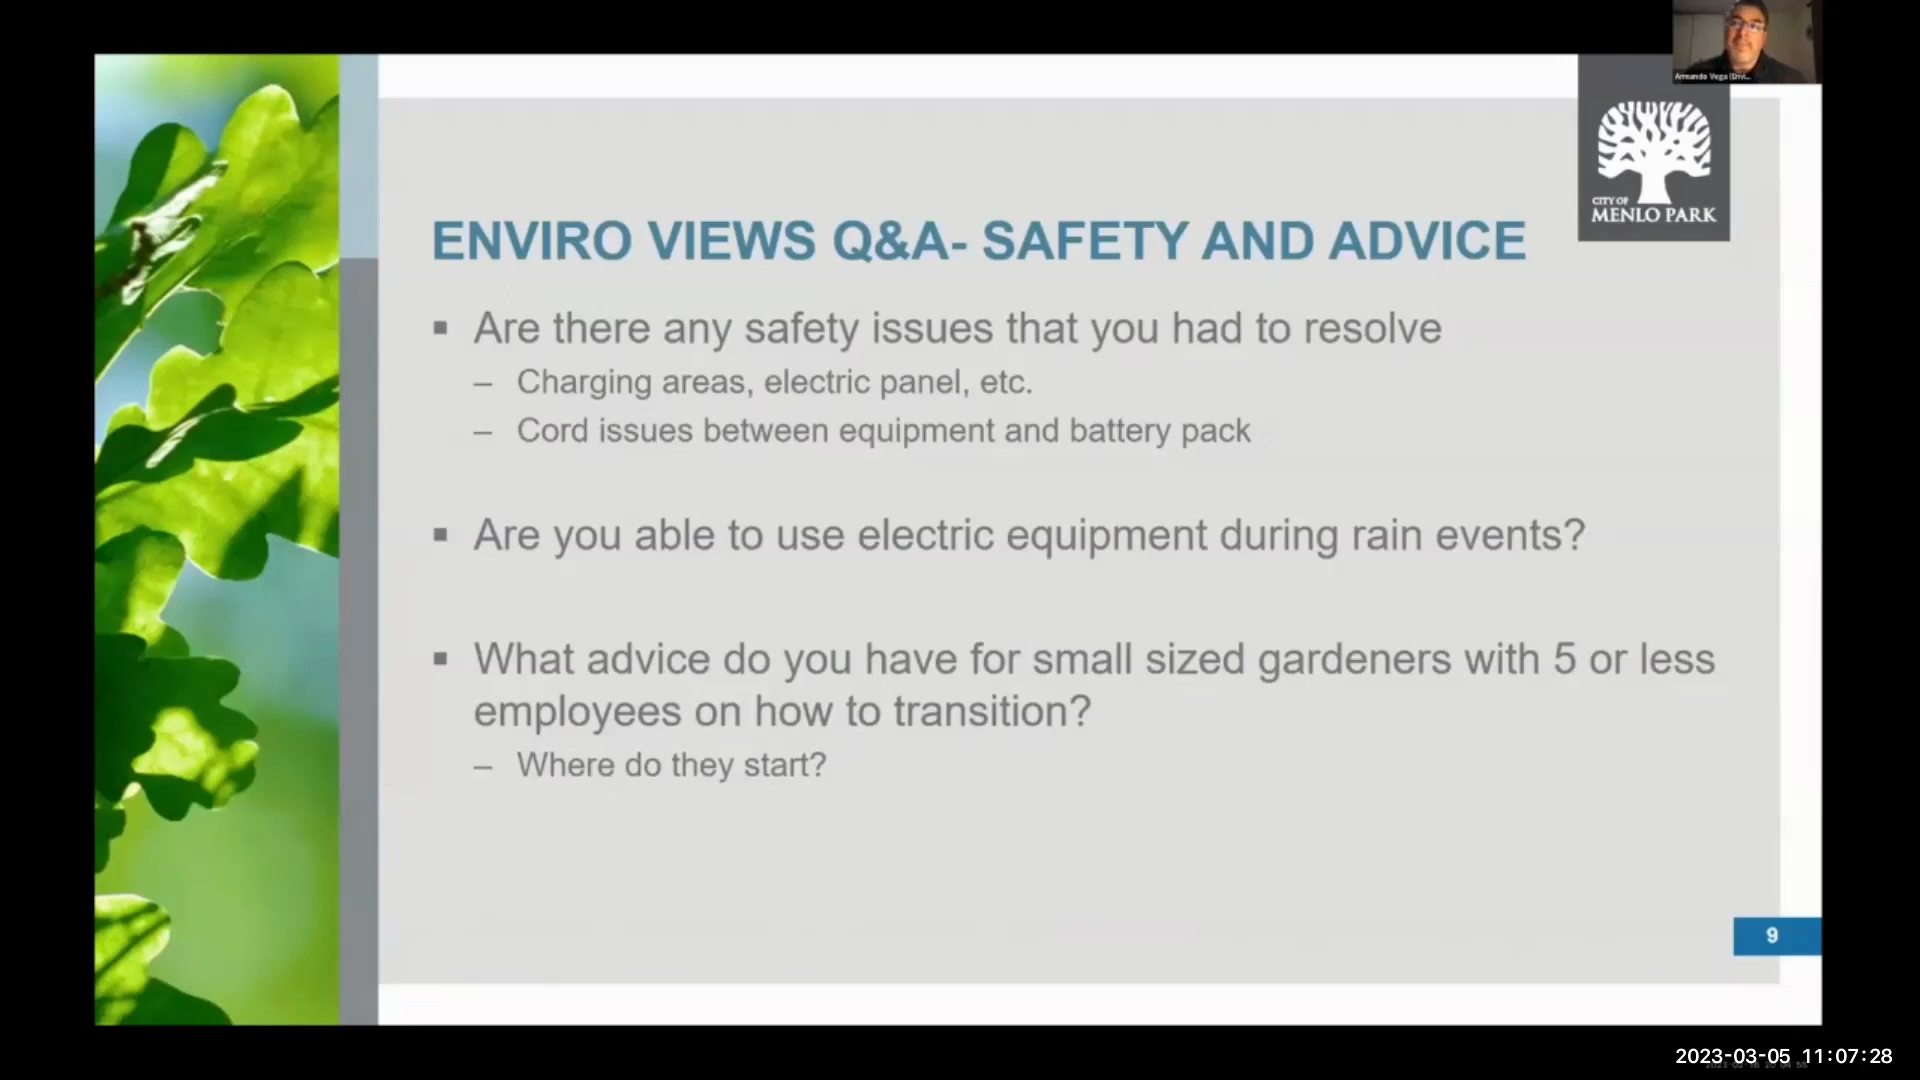 Armando Vega (Envi...
CITY OF
MENLO PARK
ENVIRO VIEWS Q&A- SAFETY AND ADVICE
▪ Are there any safety issues that you had to resolve
– Charging areas, electric panel, etc.
– Cord issues between equipment and battery pack
▪ Are you able to use electric equipment during rain events?
▪ What advice do you have for small sized gardeners with 5 or less
employees on how to transition?
– Where do they start?
9
2023-03-05 11:07:28